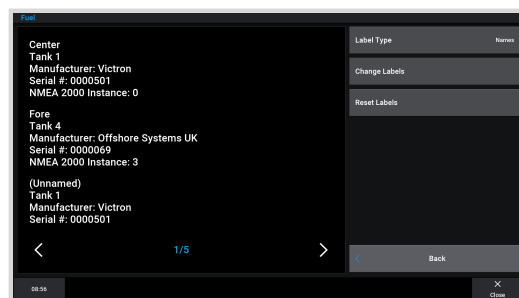 Fuel
Center
Tank 1
Manufacturer: Victron
Serial #: 0000501
NMEA 2000 Instance: 0
Fore
Tank 4
Manufacturer: Offshore Systems UK
Serial #: 0000069
NMEA 2000 Instance: 3
(Unnamed)
Tank 1
Manufacturer: Victron
Serial #: 0000501
1/5
Label Type Names
Change Labels
Reset Labels
Back
08:56
Close